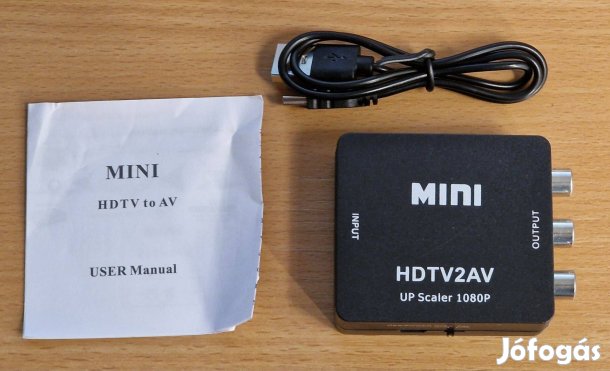 MINI
HDTV to AV
USER Manual
MINI
INPUT
OUTPUT
HDTV2AV
UP Scaler 1080P
Jófogás